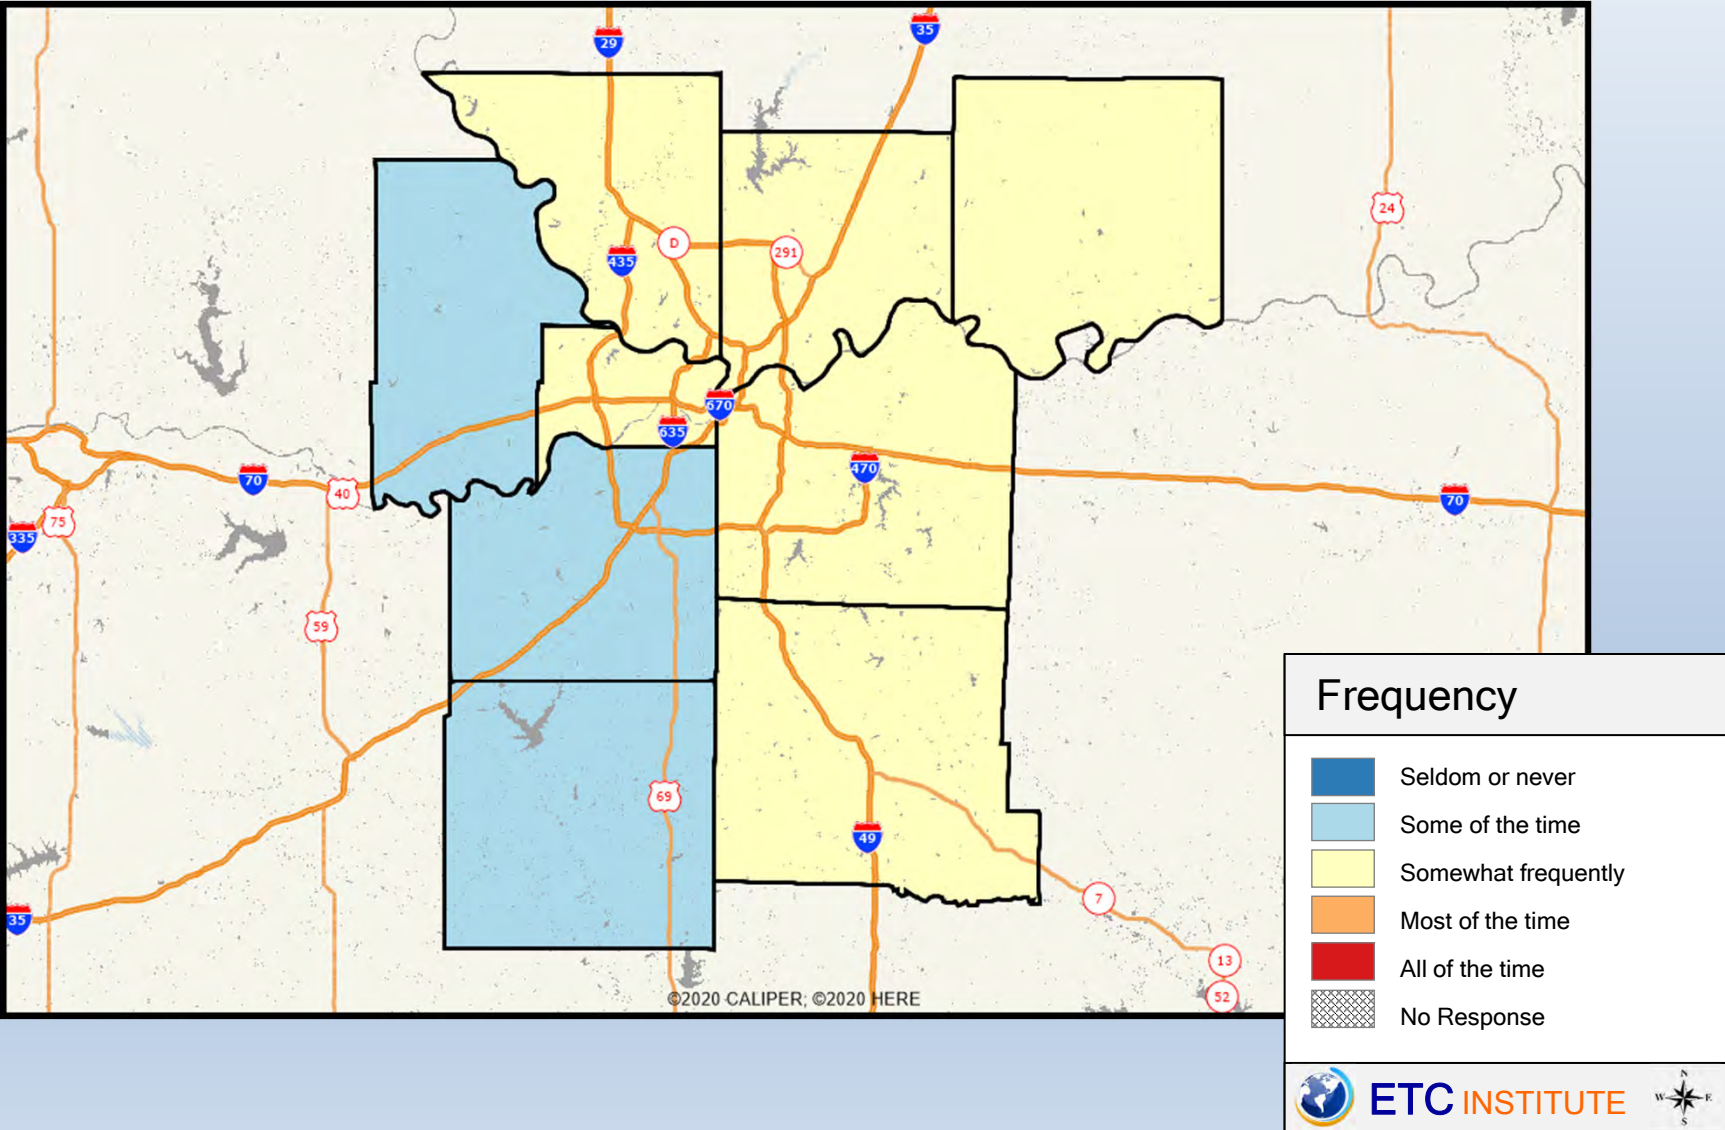 29
35
24
D
291
435
670
635
470
70
40
70
75
335
59
69
49
7
35
13
52
©2020 CALIPER; ©2020 HERE
Frequency
Seldom or never
Some of the time
Somewhat frequently
Most of the time
All of the time
No Response
ETC INSTITUTE
N
W E
S